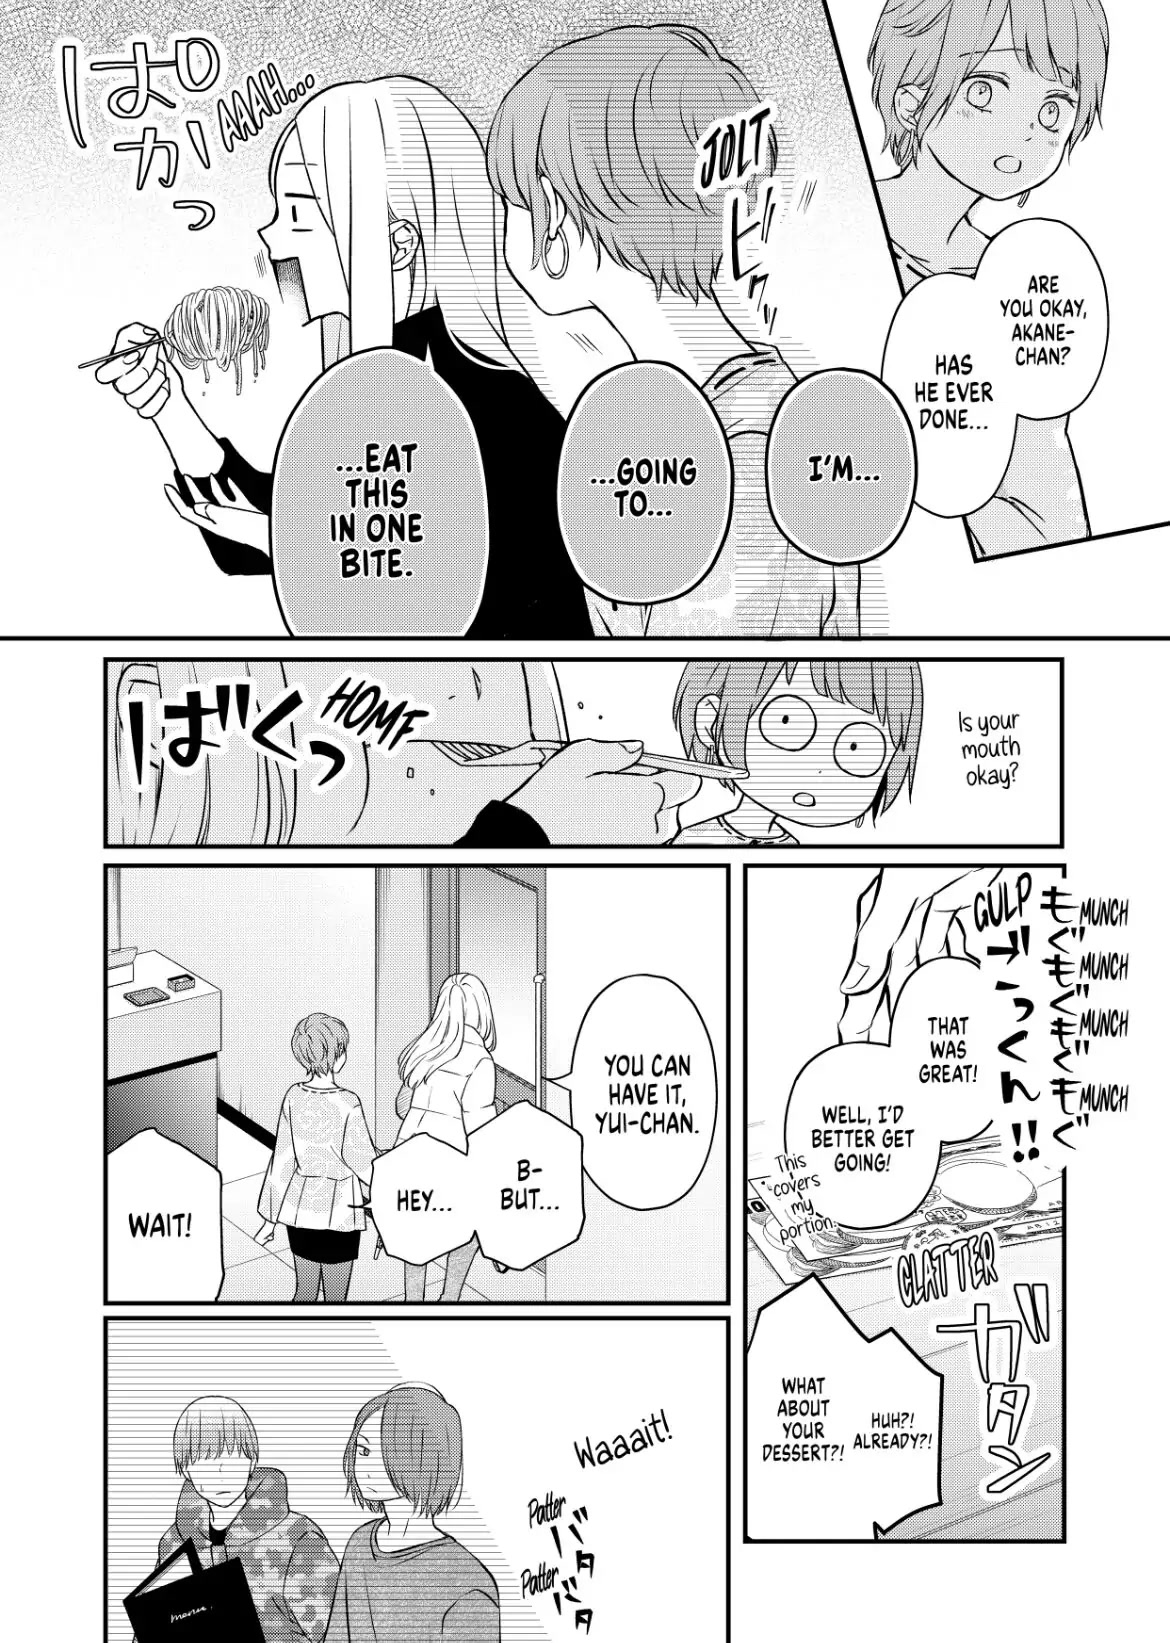 ARE
YOU OKAY,
AKANE-
CHAN?
HAS
HE EVER
DONE...
JOLT
ビクッ
I'M...
...GOING
TO...
...EAT
THIS
IN ONE
BITE.
AAAH...
ぱかっ
Is your
mouth
okay?
HOMF
ばくっ
MUNCH
MUNCH
MUNCH
MUNCH
もぐもぐもぐもぐ
GULP
ごっくん!!
THAT
WAS
GREAT!
WELL, I'D
BETTER GET
GOING!
This
covers
my
portion.
CLATTER
ガタン
HUH?!
ALREADY?!
WHAT
ABOUT
YOUR
DESSERT?!
YOU CAN
HAVE IT,
YUI-CHAN.
B-
BUT...
HEY...
WAIT!
Waaait!
Patter
Patter
バタ
バタ
menu.